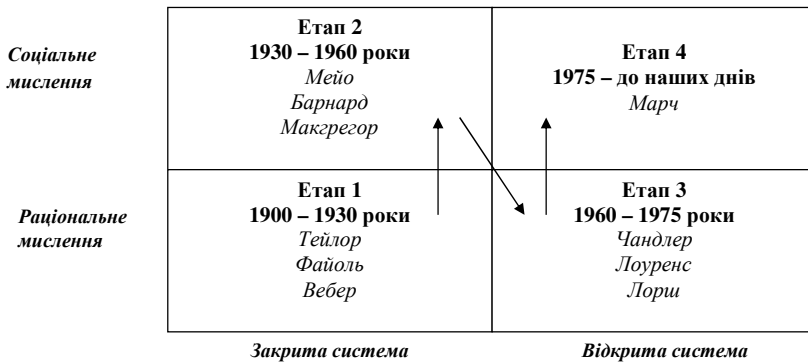 Соціальне
мислення
Етап 2
1930 – 1960 роки
Мейо
Барнард
Макгрегор
Етап 4
1975 – до наших днів
Марч
Раціональне
мислення
Етап 1
1900 – 1930 роки
Тейлор
Файоль
Вебер
Етап 3
1960 – 1975 роки
Чандлер
Лоуренс
Лорш
Закрита система
Відкрита система